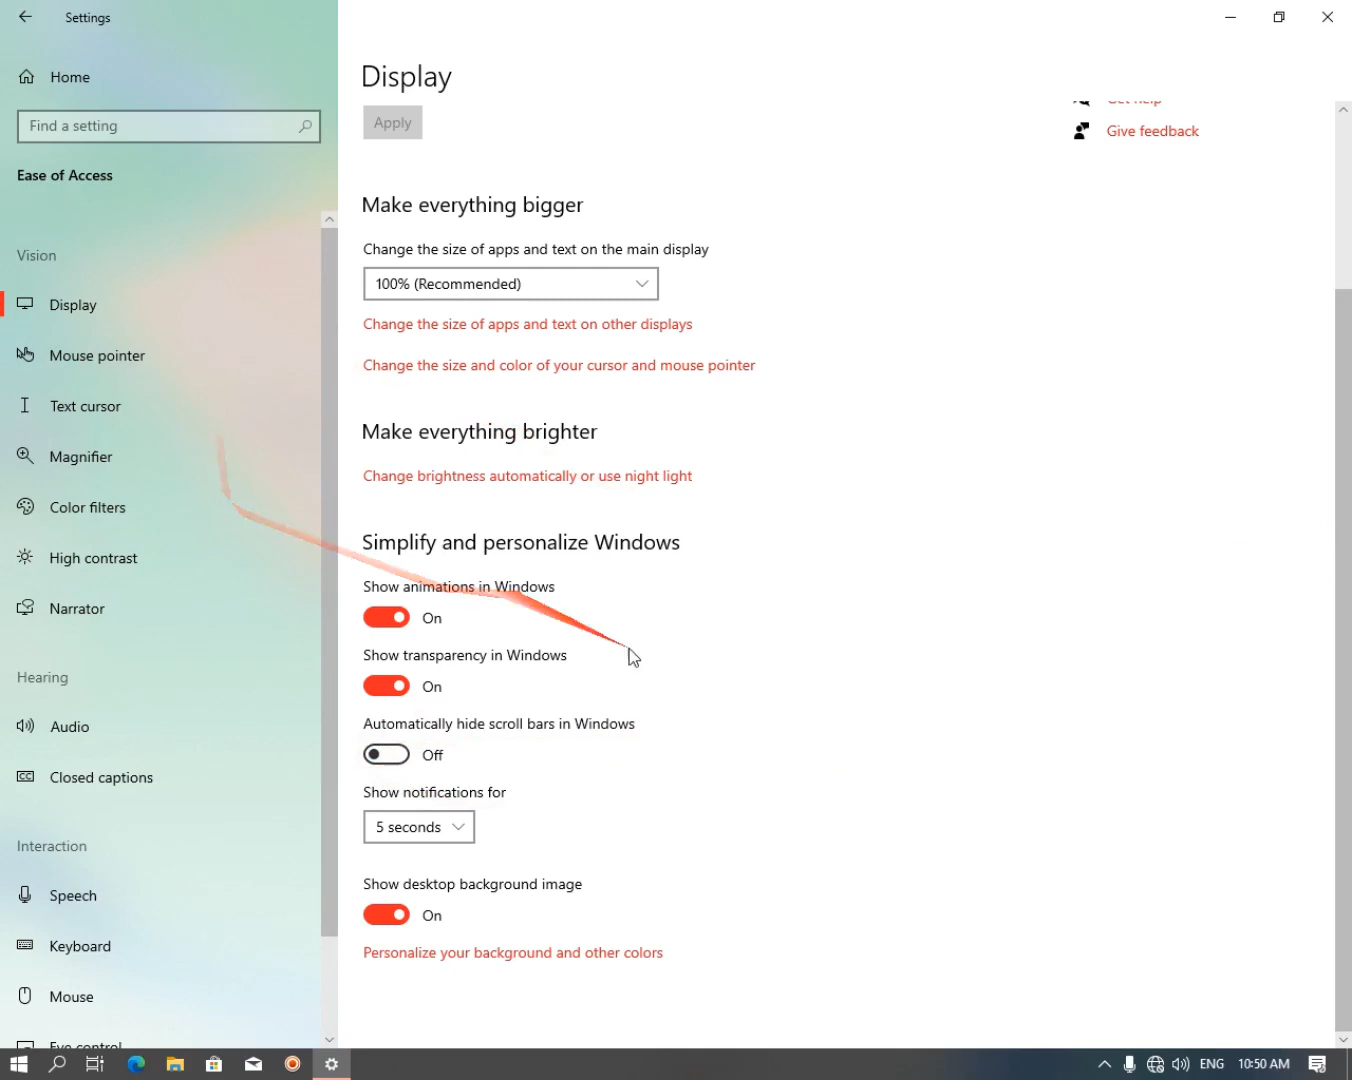 Settings
Home
Find a setting
Ease of Access
Vision
Display
Mouse pointer
Text cursor
Magnifier
Color filters
High contrast
Narrator
Hearing
Audio
Closed captions
Interaction
Speech
Keyboard
Mouse
Eye control
Display
Apply
Get help
Give feedback
Make everything bigger
Change the size of apps and text on the main display
100% (Recommended)
Change the size of apps and text on other displays
Change the size and color of your cursor and mouse pointer
Make everything brighter
Change brightness automatically or use night light
Simplify and personalize Windows
Show animations in Windows
On
Show transparency in Windows
On
Automatically hide scroll bars in Windows
Off
Show notifications for
5 seconds
Show desktop background image
On
Personalize your background and other colors
ENG 10:50 AM